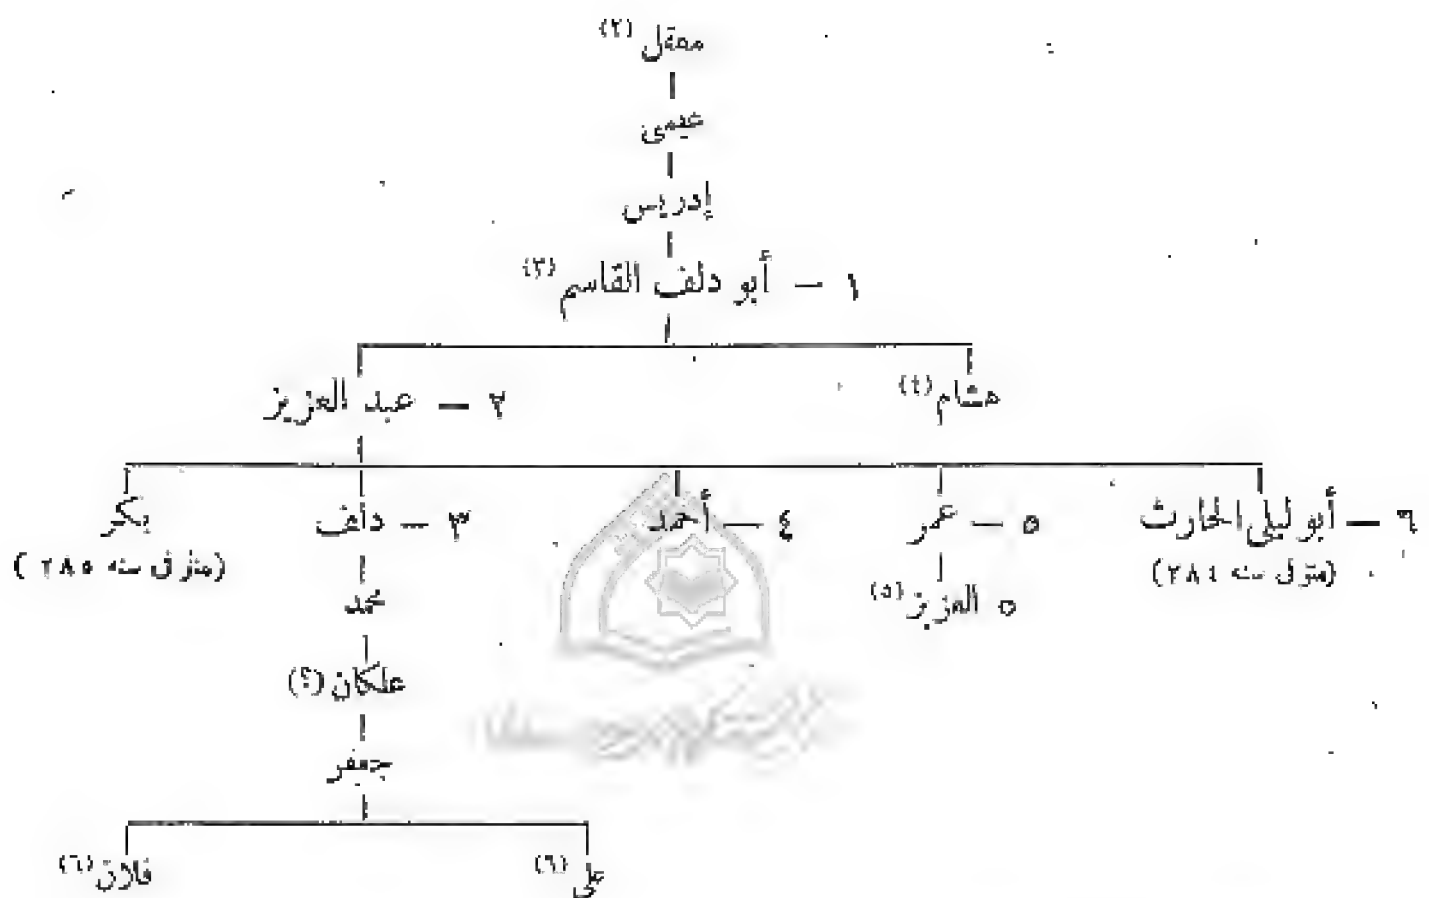 معقل (٢)
عيسى
إدريس
١ — أبو دلف القاسم (٣)
هشام (٤)
٢ — عبد العزيز
٦ — أبو ليلى الحارث
٥ — عمر
٤ — أحمد
٣ — دلف
بكر
(متوفى سنة ٢٨٤)
(متوفى سنة ٢٨٥)
٥ العزيز (٥)
محمد
علكان (؟)
جعفر
على (٦)
فلان (٦)